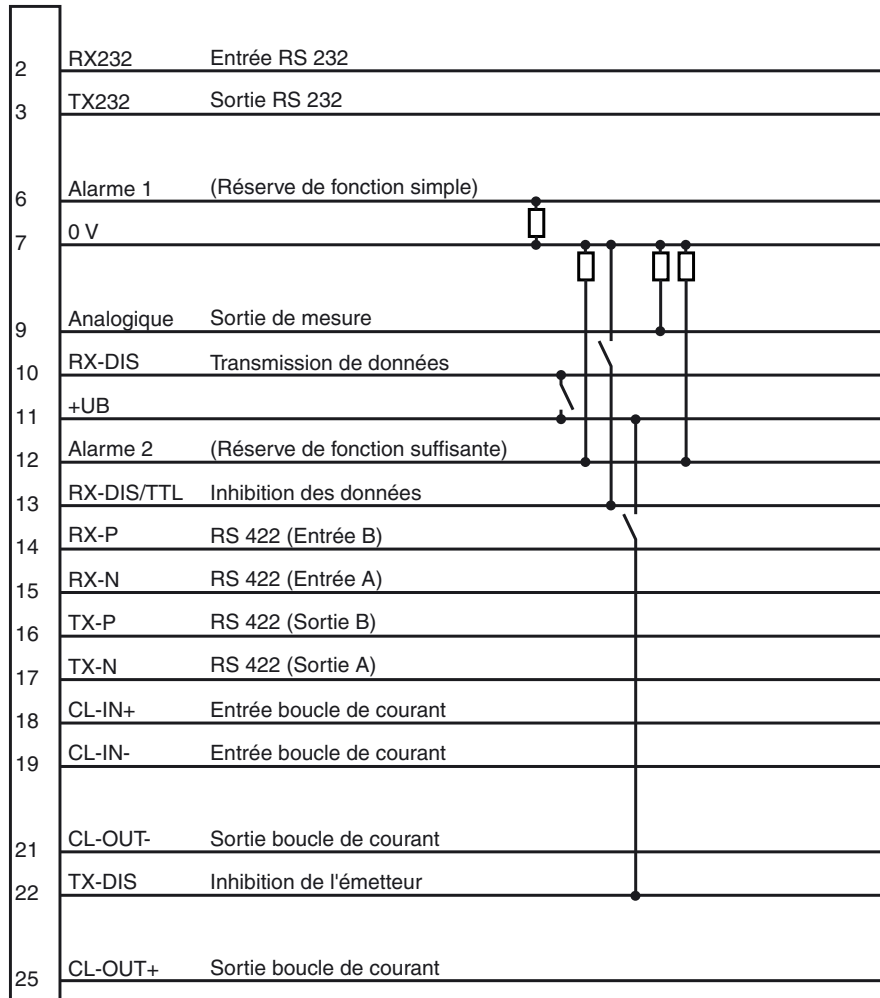 2 RX232 Entrée RS 232
3 TX232 Sortie RS 232
6 Alarme 1 (Réserve de fonction simple)
7 0 V
9 Analogique Sortie de mesure
10 RX-DIS Transmission de données
11 +UB
12 Alarme 2 (Réserve de fonction suffisante)
13 RX-DIS/TTL Inhibition des données
14 RX-P RS 422 (Entrée B)
15 RX-N RS 422 (Entrée A)
16 TX-P RS 422 (Sortie B)
17 TX-N RS 422 (Sortie A)
18 CL-IN+ Entrée boucle de courant
19 CL-IN- Entrée boucle de courant
21 CL-OUT- Sortie boucle de courant
22 TX-DIS Inhibition de l'émetteur
25 CL-OUT+ Sortie boucle de courant